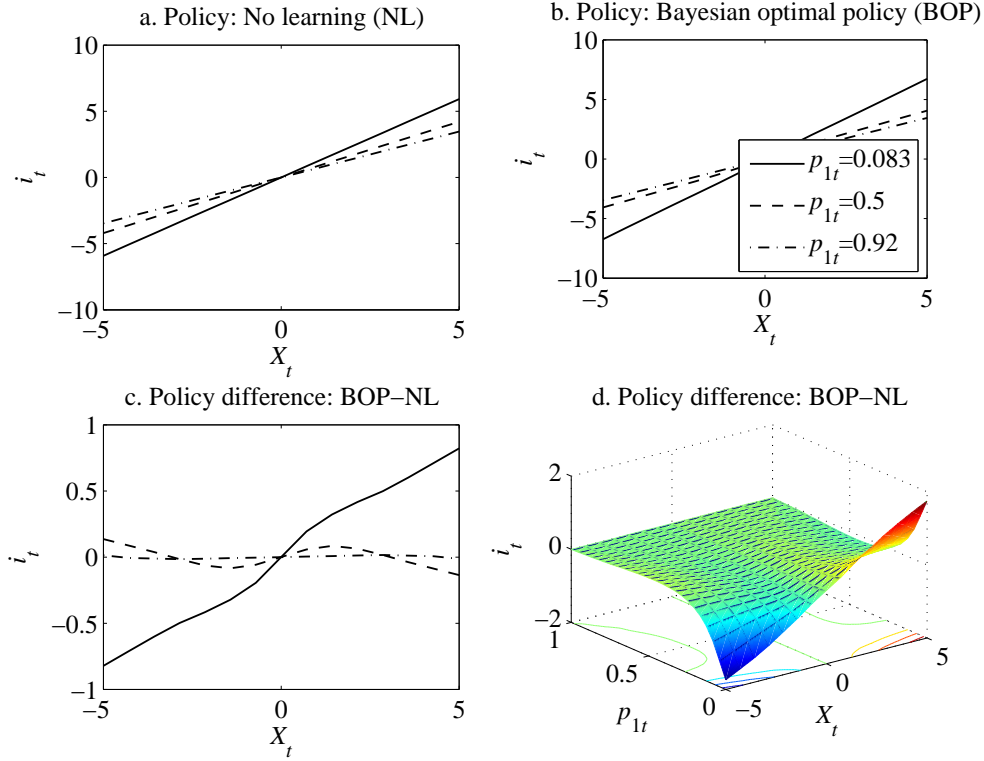 a. Policy: No learning (NL)
10
5
0
−5
−10
−5
0
5
i_t
X_t
b. Policy: Bayesian optimal policy (BOP)
10
5
0
−5
−10
−5
0
5
i_t
X_t
p_1t=0.083
p_1t=0.5
p_1t=0.92
c. Policy difference: BOP−NL
1
0.5
0
−0.5
−1
−5
0
5
i_t
X_t
d. Policy difference: BOP−NL
2
0
−2
i_t
1
0.5
0
p_1t
−5
0
5
X_t